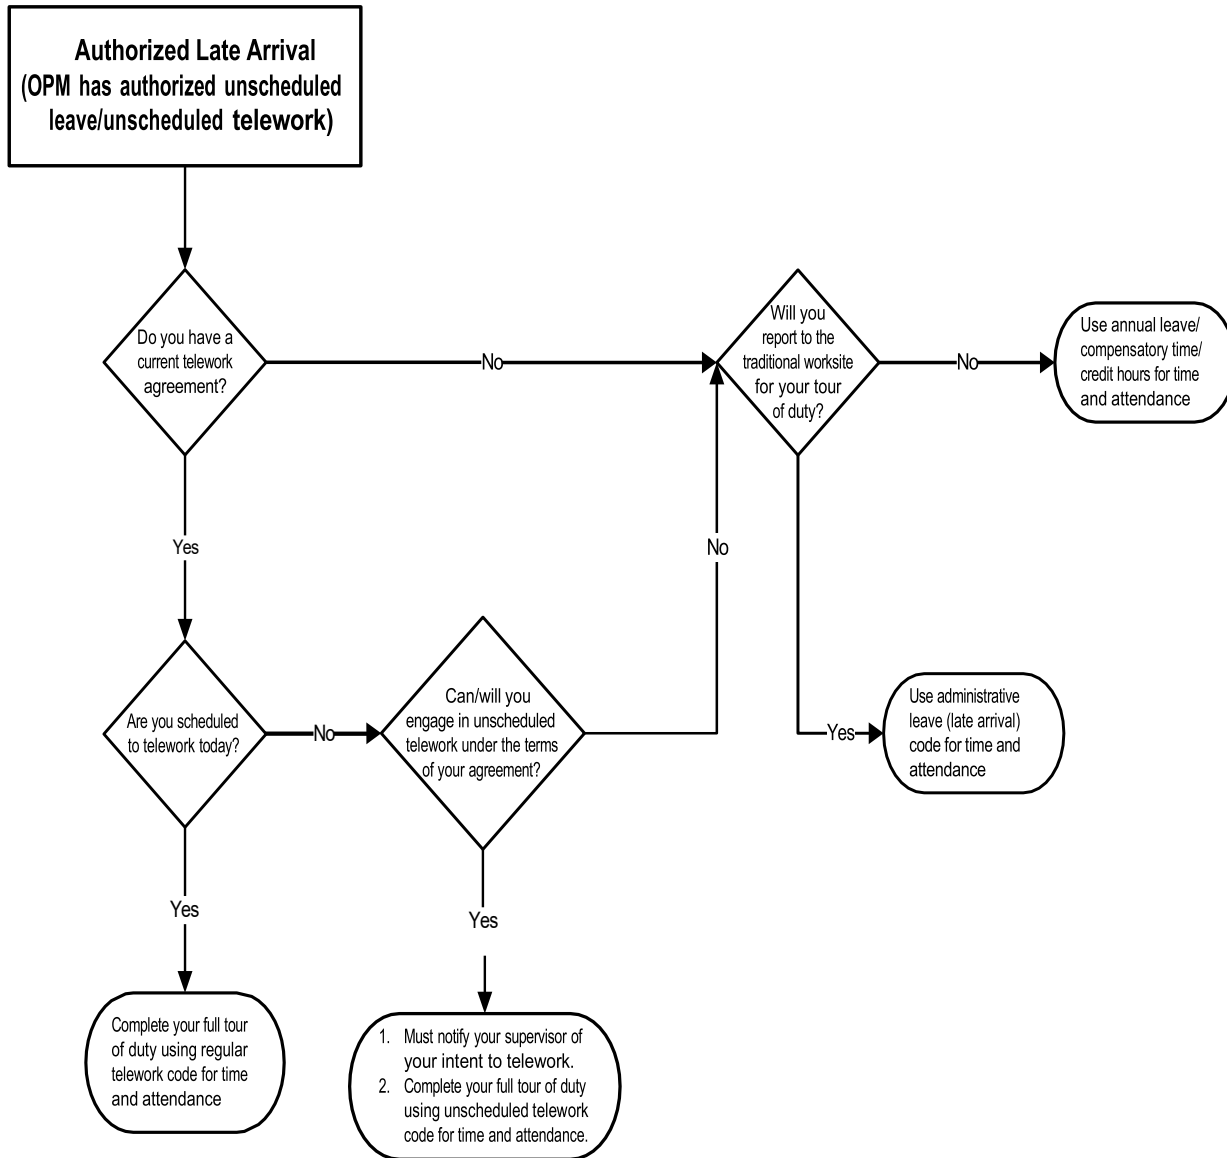 Authorized Late Arrival
(OPM has authorized unscheduled
leave/unscheduled telework)
Do you have a
current telework
agreement?
No
Will you
report to the
traditional worksite
for your tour
of duty?
No
Use annual leave/
compensatory time/
credit hours for time
and attendance
Yes
No
Are you scheduled
to telework today?
No
Can/will you
engage in unscheduled
telework under the terms
of your agreement?
Yes
Use administrative
leave (late arrival)
code for time and
attendance
Yes
Yes
Complete your full tour
of duty using regular
telework code for time
and attendance
1. Must notify your supervisor of
your intent to telework.
2. Complete your full tour of duty
using unscheduled telework
code for time and attendance.